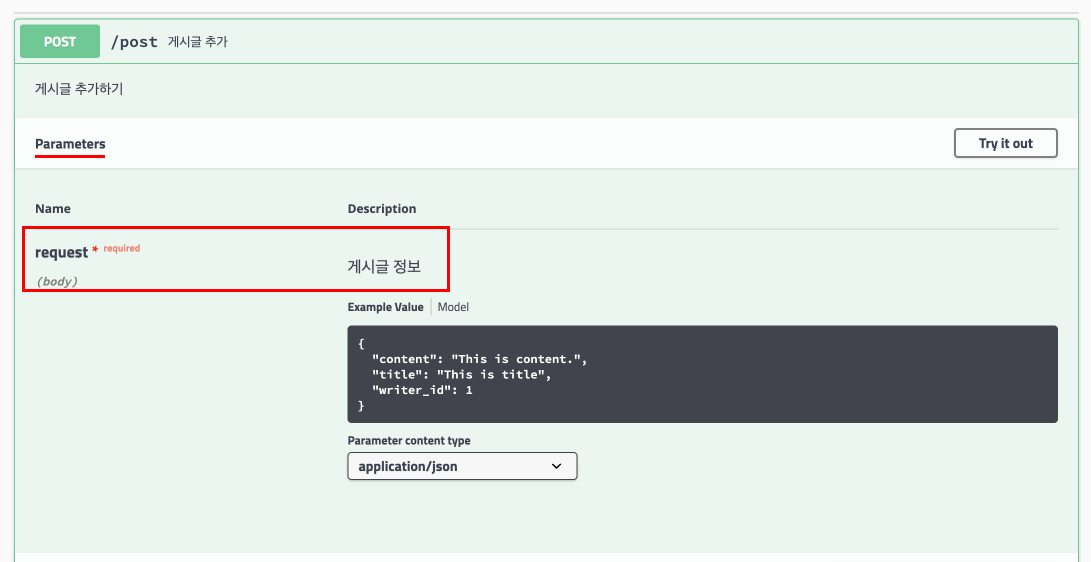 POST /post 게시글 추가
게시글 추가하기
Parameters Try it out
Name Description
request * required
(body)
게시글 정보
Example Value Model
{
"content": "This is content.",
"title": "This is title",
"writer_id": 1
}
Parameter content type
application/json